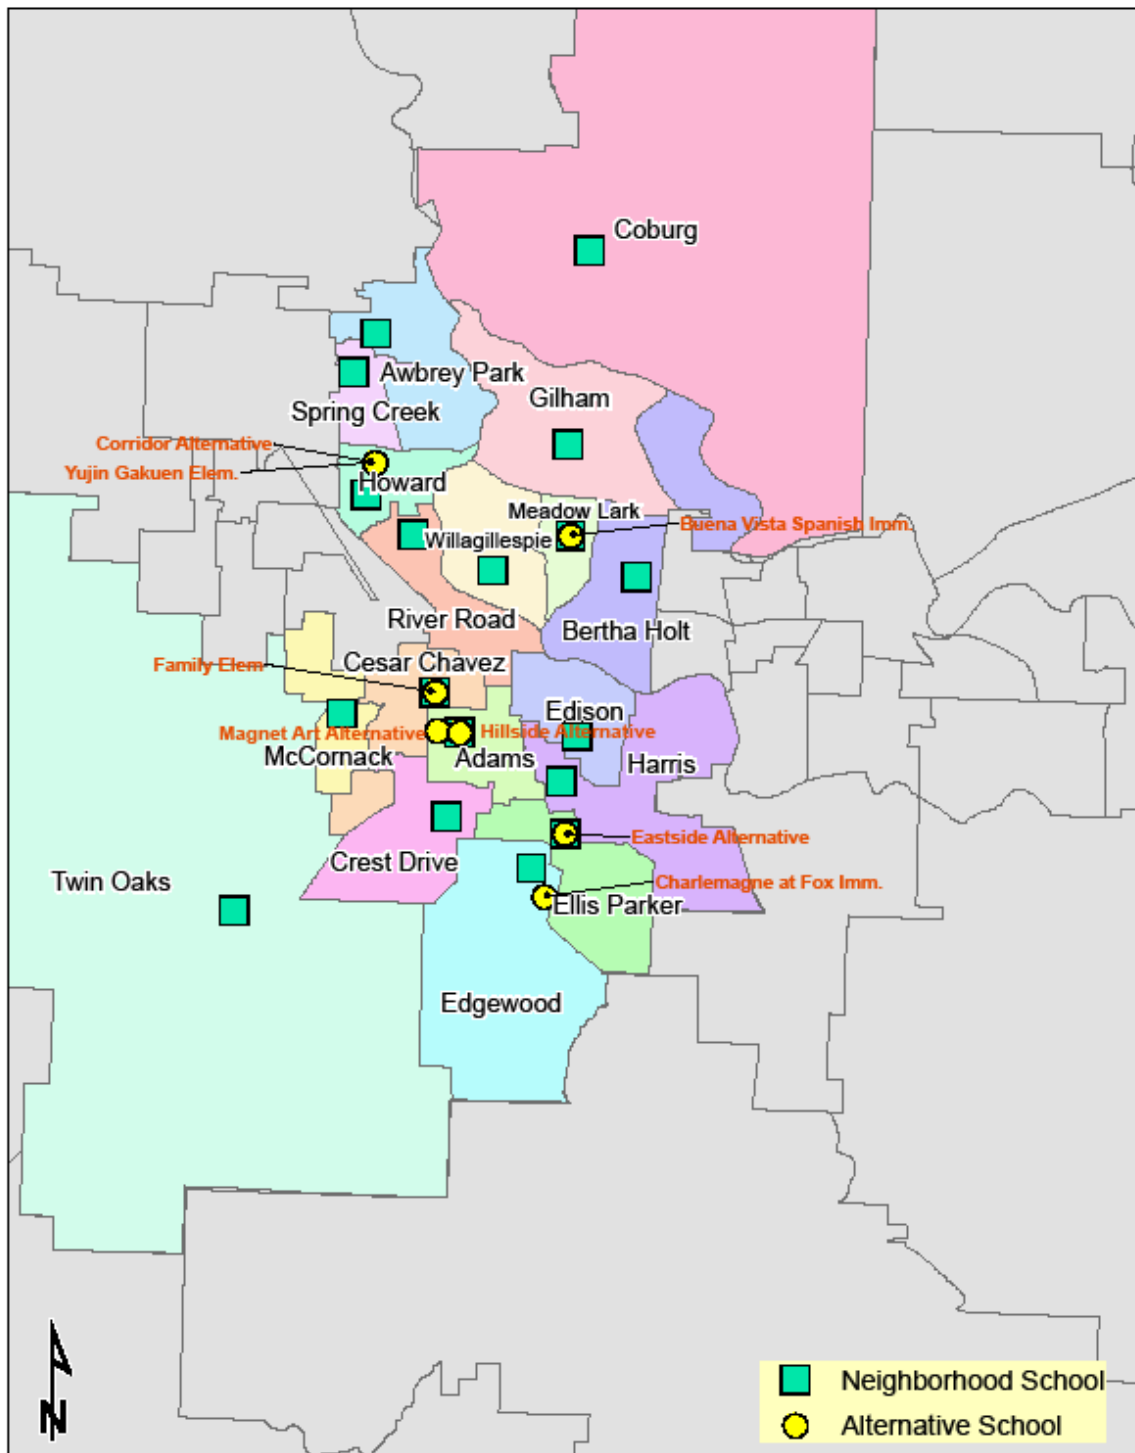 Coburg
Awbrey Park
Gilham
Spring Creek
Corridor Alternative
Yujin Gakuen Elem.
Howard
Meadow Lark
Buena Vista Spanish Imm.
Willagillespie
River Road
Bertha Holt
Cesar Chavez
Family Elem
Edison
Magnet Art Alternative
Hillside Alternative
McCornack
Adams
Harris
Eastside Alternative
Crest Drive
Twin Oaks
Charlemagne at Fox Imm.
Ellis Parker
Edgewood
N
Neighborhood School
Alternative School